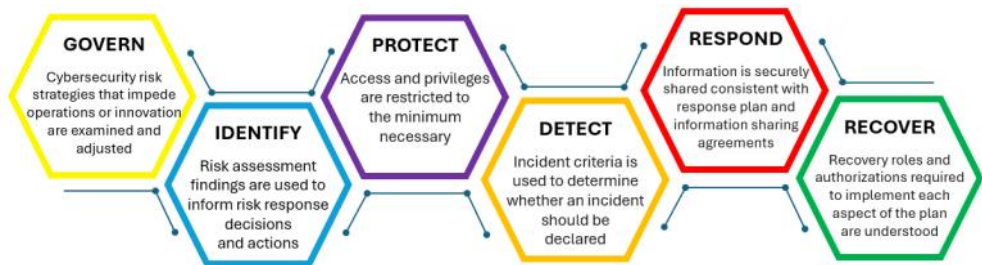 GOVERN
Cybersecurity risk
strategies that impede
operations or innovation
are examined and
adjusted
IDENTIFY
Risk assessment
findings are used to
inform risk response
decisions
and actions
PROTECT
Access and privileges
are restricted to
the minimum
necessary
DETECT
Incident criteria is
used to determine
whether an incident
should be
declared
RESPOND
Information is securely
shared consistent with
response plan and
information sharing
agreements
RECOVER
Recovery roles and
authorizations required
to implement each
aspect of the plan
are understood